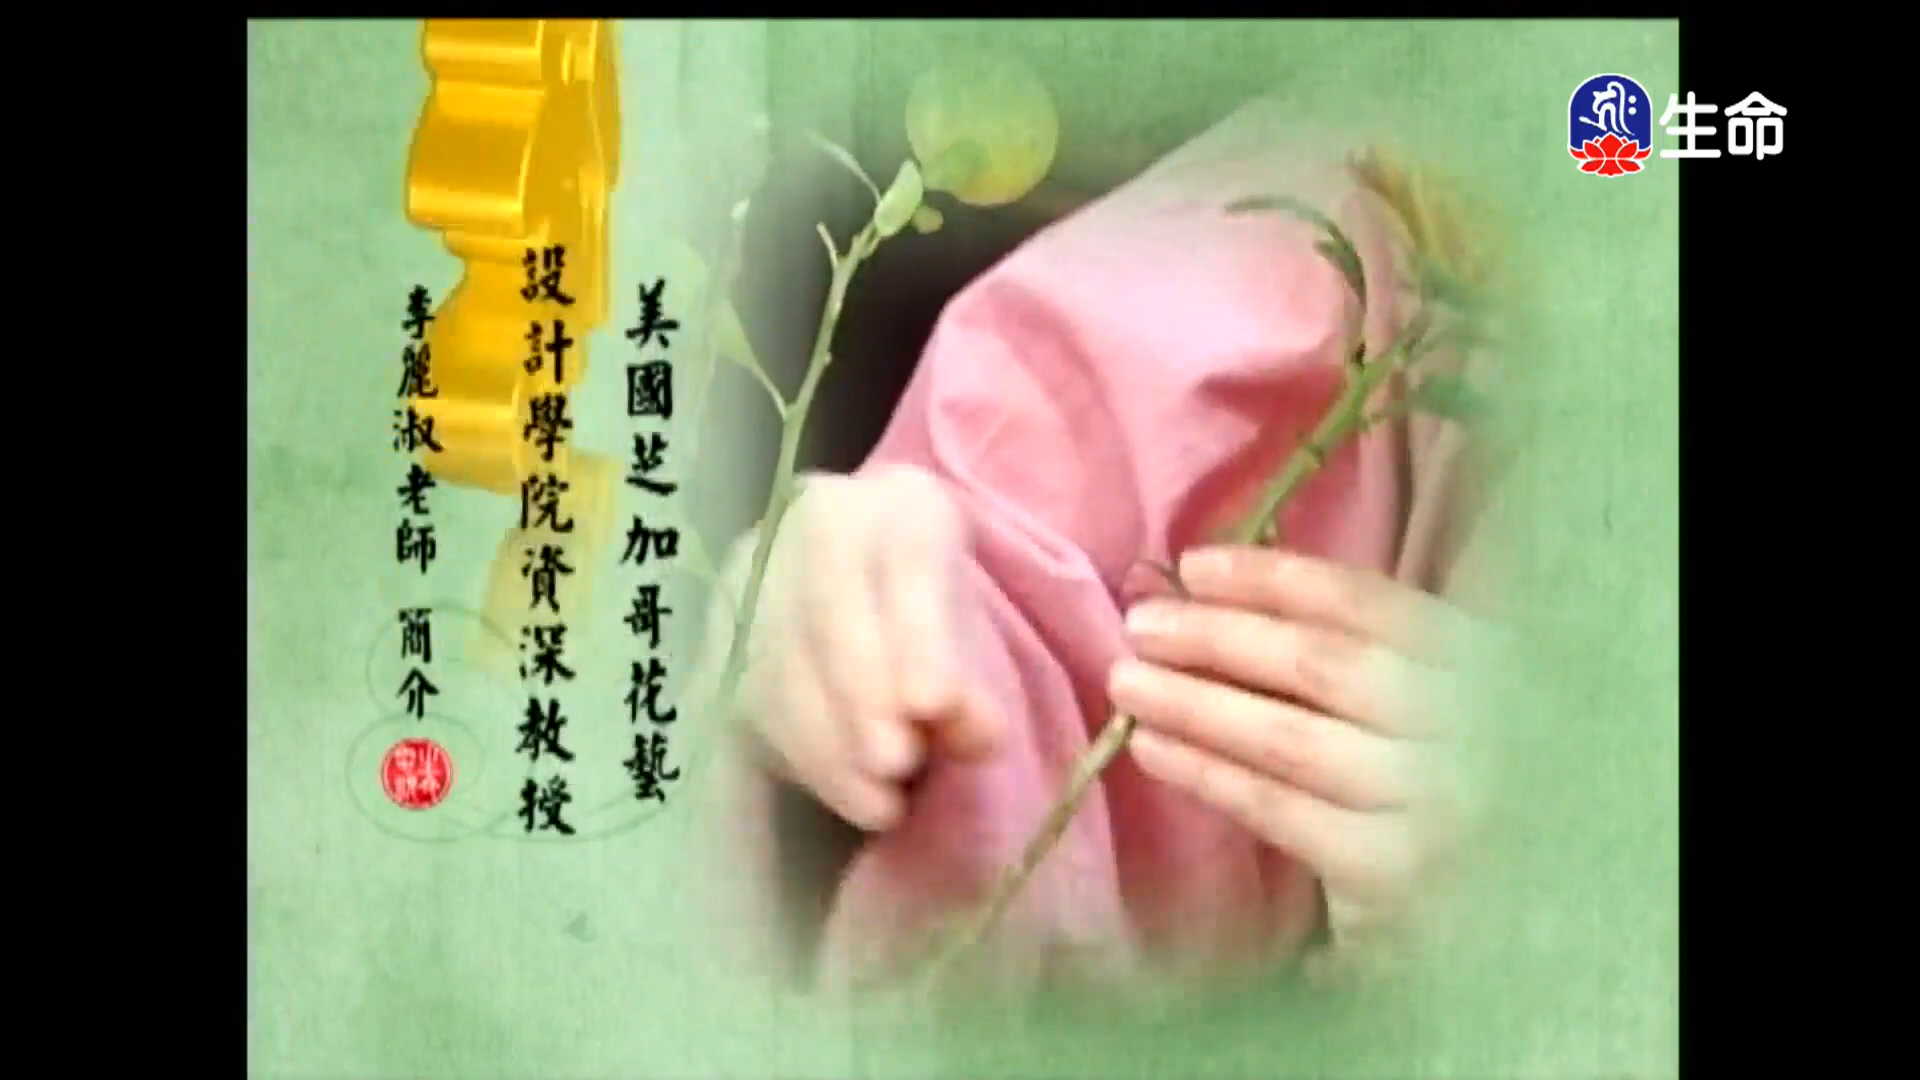 美國芝加哥花藝
設計學院資深教授
李麗淑老師 簡介
生命